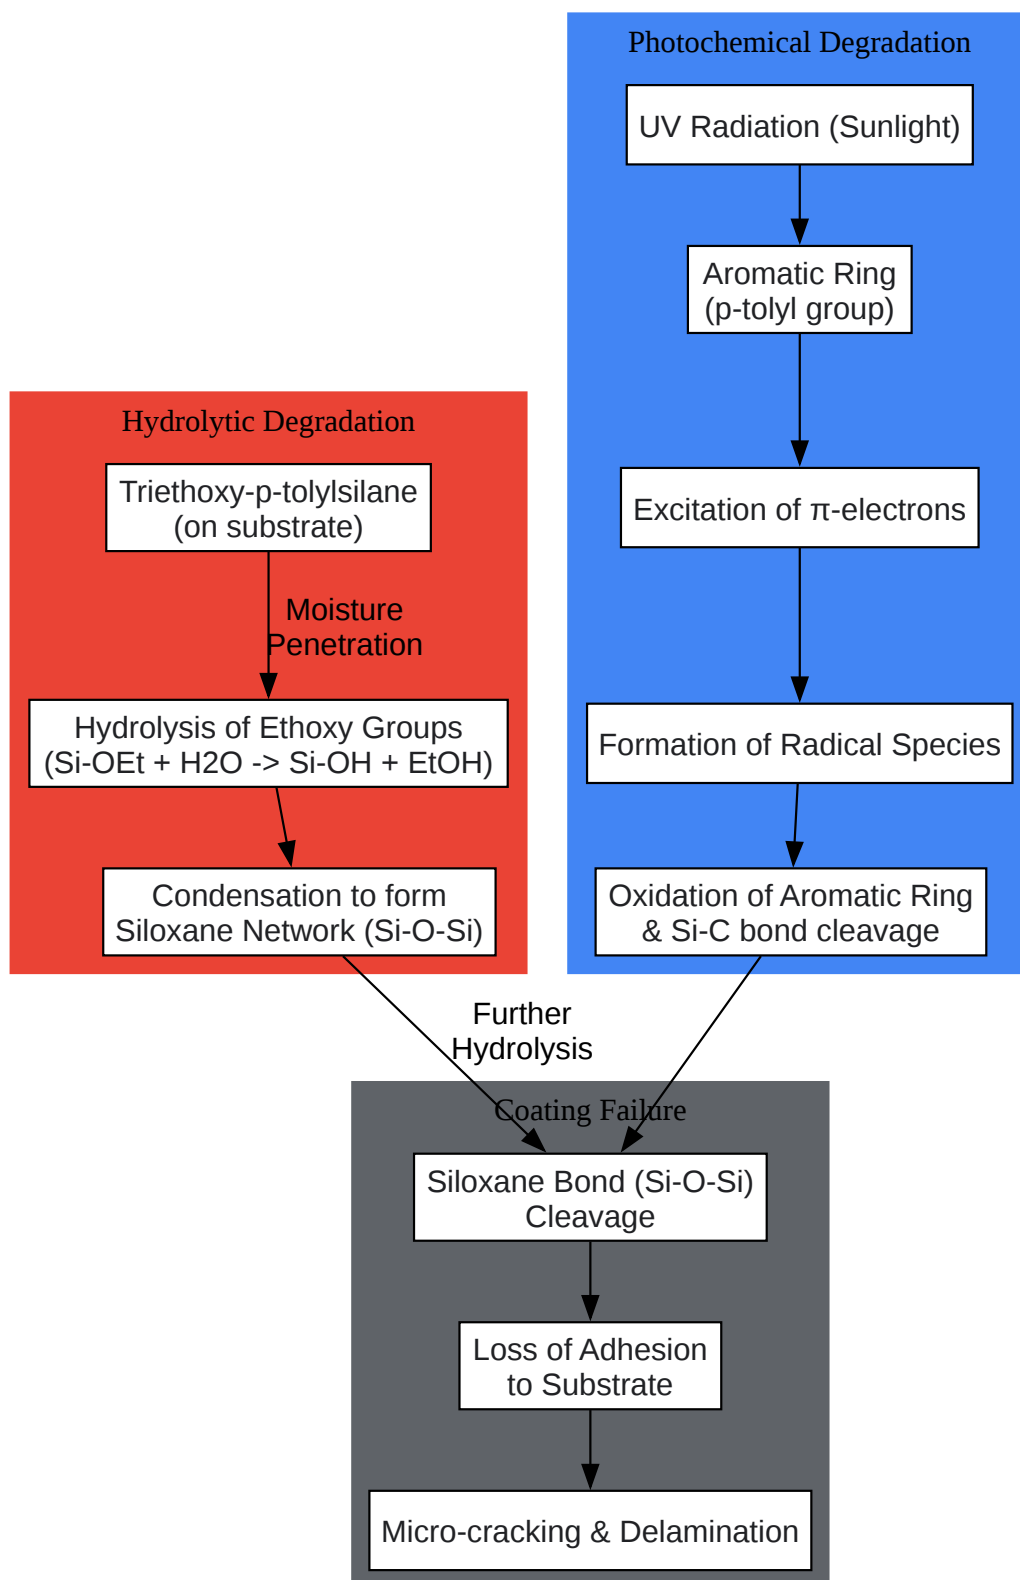 Photochemical Degradation
UV Radiation (Sunlight)
Aromatic Ring
(p-tolyl group)
Excitation of π-electrons
Formation of Radical Species
Oxidation of Aromatic Ring
& Si-C bond cleavage
Hydrolytic Degradation
Triethoxy-p-tolylsilane
(on substrate)
Moisture
Penetration
Hydrolysis of Ethoxy Groups
(Si-OEt + H2O -> Si-OH + EtOH)
Condensation to form
Siloxane Network (Si-O-Si)
Further
Hydrolysis
Coating Failure
Siloxane Bond (Si-O-Si)
Cleavage
Loss of Adhesion
to Substrate
Micro-cracking & Delamination